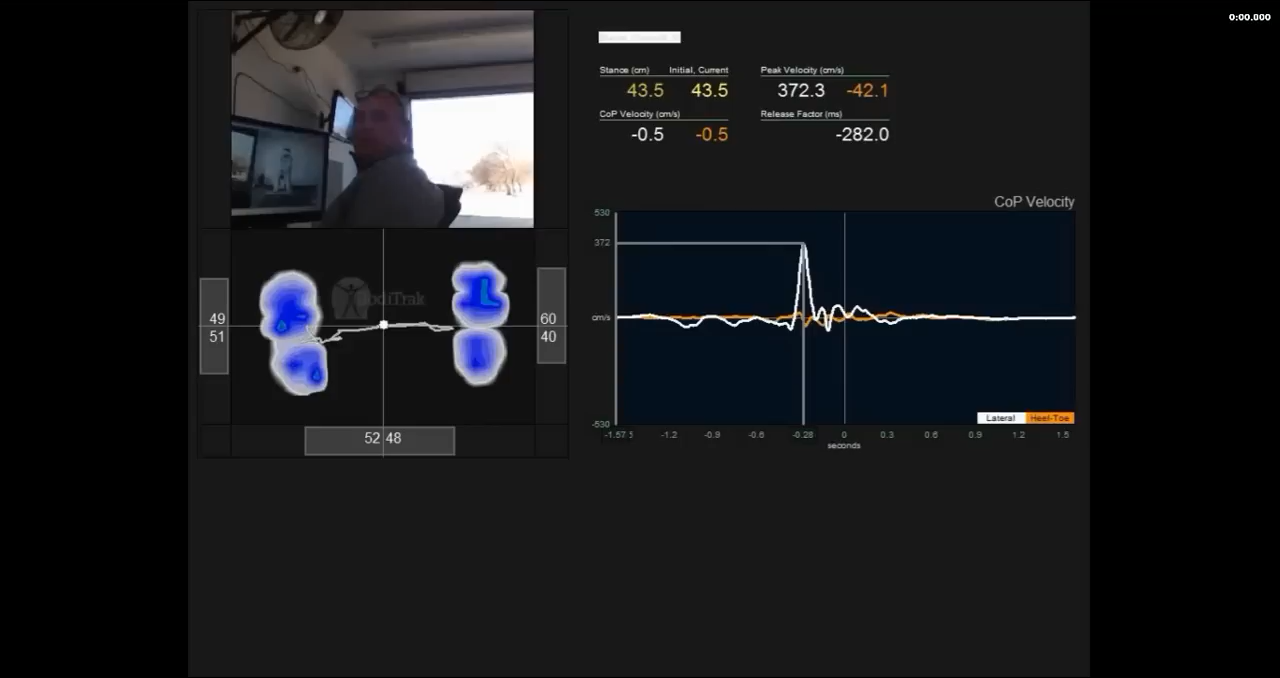 0:00.000
Stance (cm) Initial, Current
43.5 43.5
Peak Velocity (cm/s)
372.3 -42.1
CoP Velocity (cm/s)
-0.5 -0.5
Release Factor (ms)
-282.0
CoP Velocity
530
372
cm/s
-530
-1.57.5 -1.2 -0.9 -0.6 -0.28 0 0.3 0.6 0.9 1.2 1.5
seconds
Lateral Heel-Toe
49
51
60
40
52 48